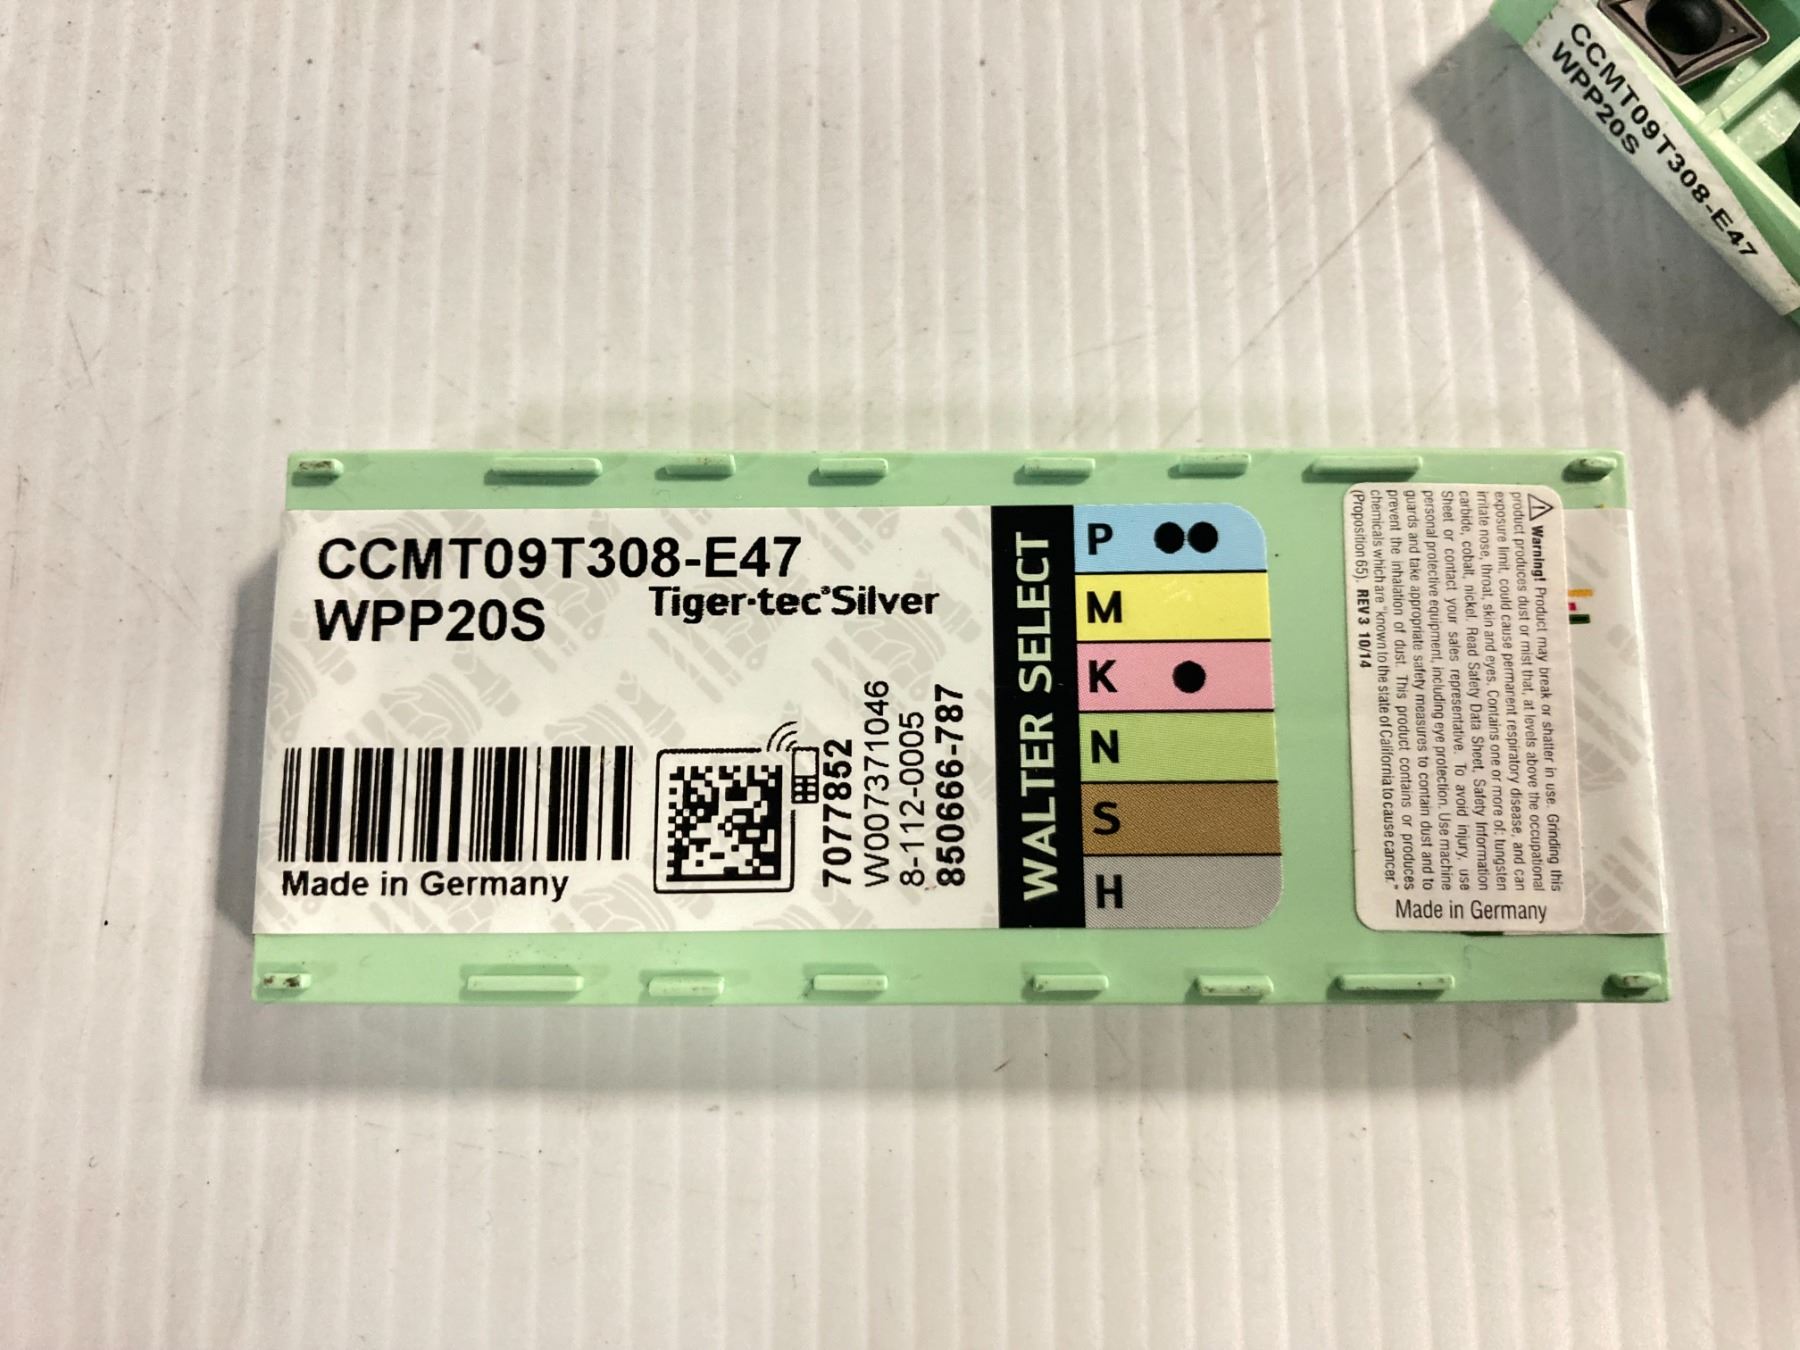 CCMT09T308-E47
WPP20S
CCMT09T308-E47
WPP20S
Tiger·tec®Silver
Made in Germany
7077852
W007371046
8-112-0005
850666-787
WALTER SELECT
P
M
K
N
S
H
⚠ Warning! Product may break or shatter in use. Grinding this
product produces dust or mist that, at levels above the occupational
exposure limit, could cause permanent respiratory disease, and can
irritate nose, throat, skin and eyes. Contains one or more of: tungsten
carbide, cobalt, nickel. Read Safety Data Sheet, Safety Information
Sheet or contact your sales representative. To avoid injury, use
personal protective equipment, including eye protection. Use machine
guards and take appropriate safety measures to contain dust and to
prevent the inhalation of dust. This product contains or produces
chemicals which are "known to the state of California to cause cancer."
(Proposition 65). REV 3 10/14
Made in Germany